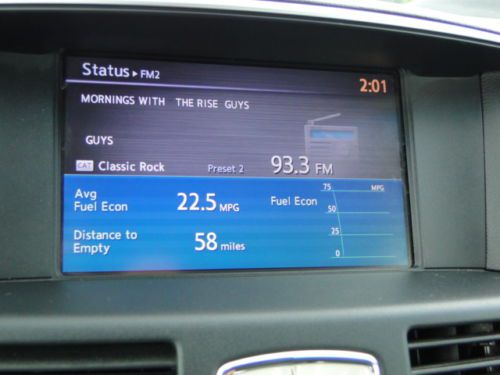 Status ▸ FM2
2:01
MORNINGS WITH THE RISE GUYS
GUYS
CAT Classic Rock Preset 2 93.3 FM
Avg Fuel Econ 22.5 MPG
Distance to Empty 58 miles
Fuel Econ
MPG
75
50
25
0